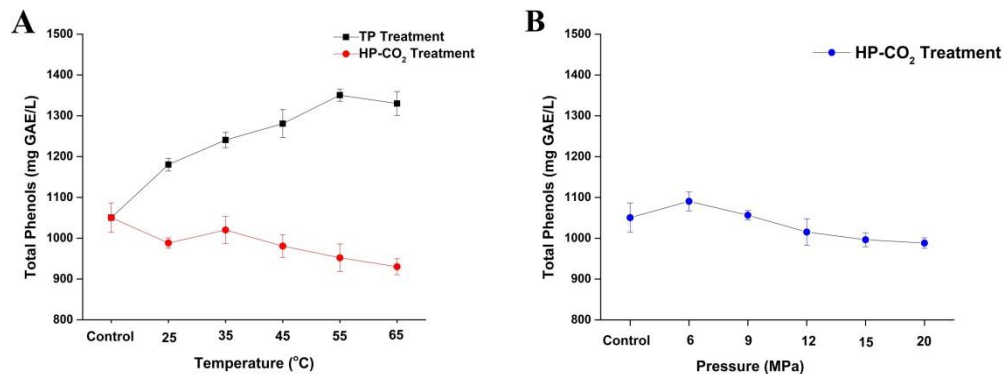 A
TP Treatment
HP-CO₂ Treatment
Total Phenols (mg GAE/L)
1500
1400
1300
1200
1100
1000
900
800
Control 25 35 45 55 65
Temperature (°C)
B
HP-CO₂ Treatment
Total Phenols (mg GAE/L)
1500
1400
1300
1200
1100
1000
900
800
Control 6 9 12 15 20
Pressure (MPa)